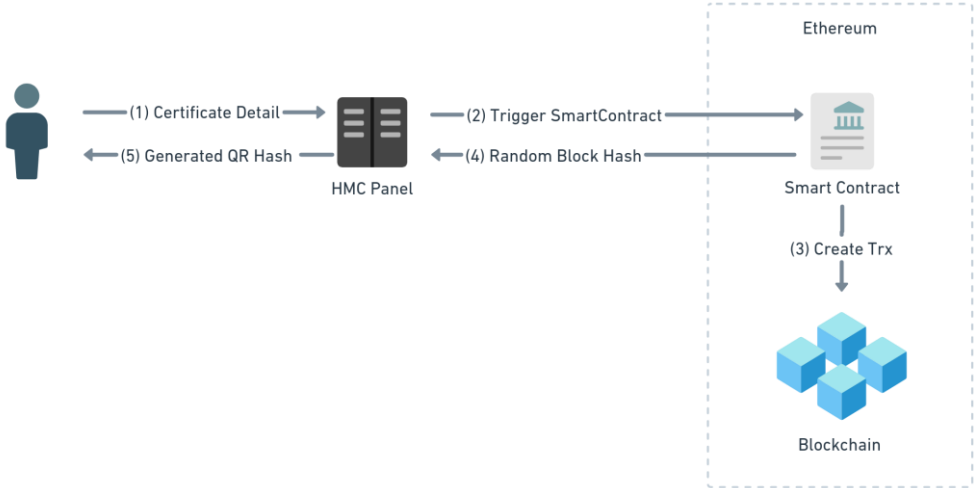 Ethereum
(1) Certificate Detail
(2) Trigger SmartContract
(5) Generated QR Hash
(4) Random Block Hash
HMC Panel
Smart Contract
(3) Create Trx
Blockchain